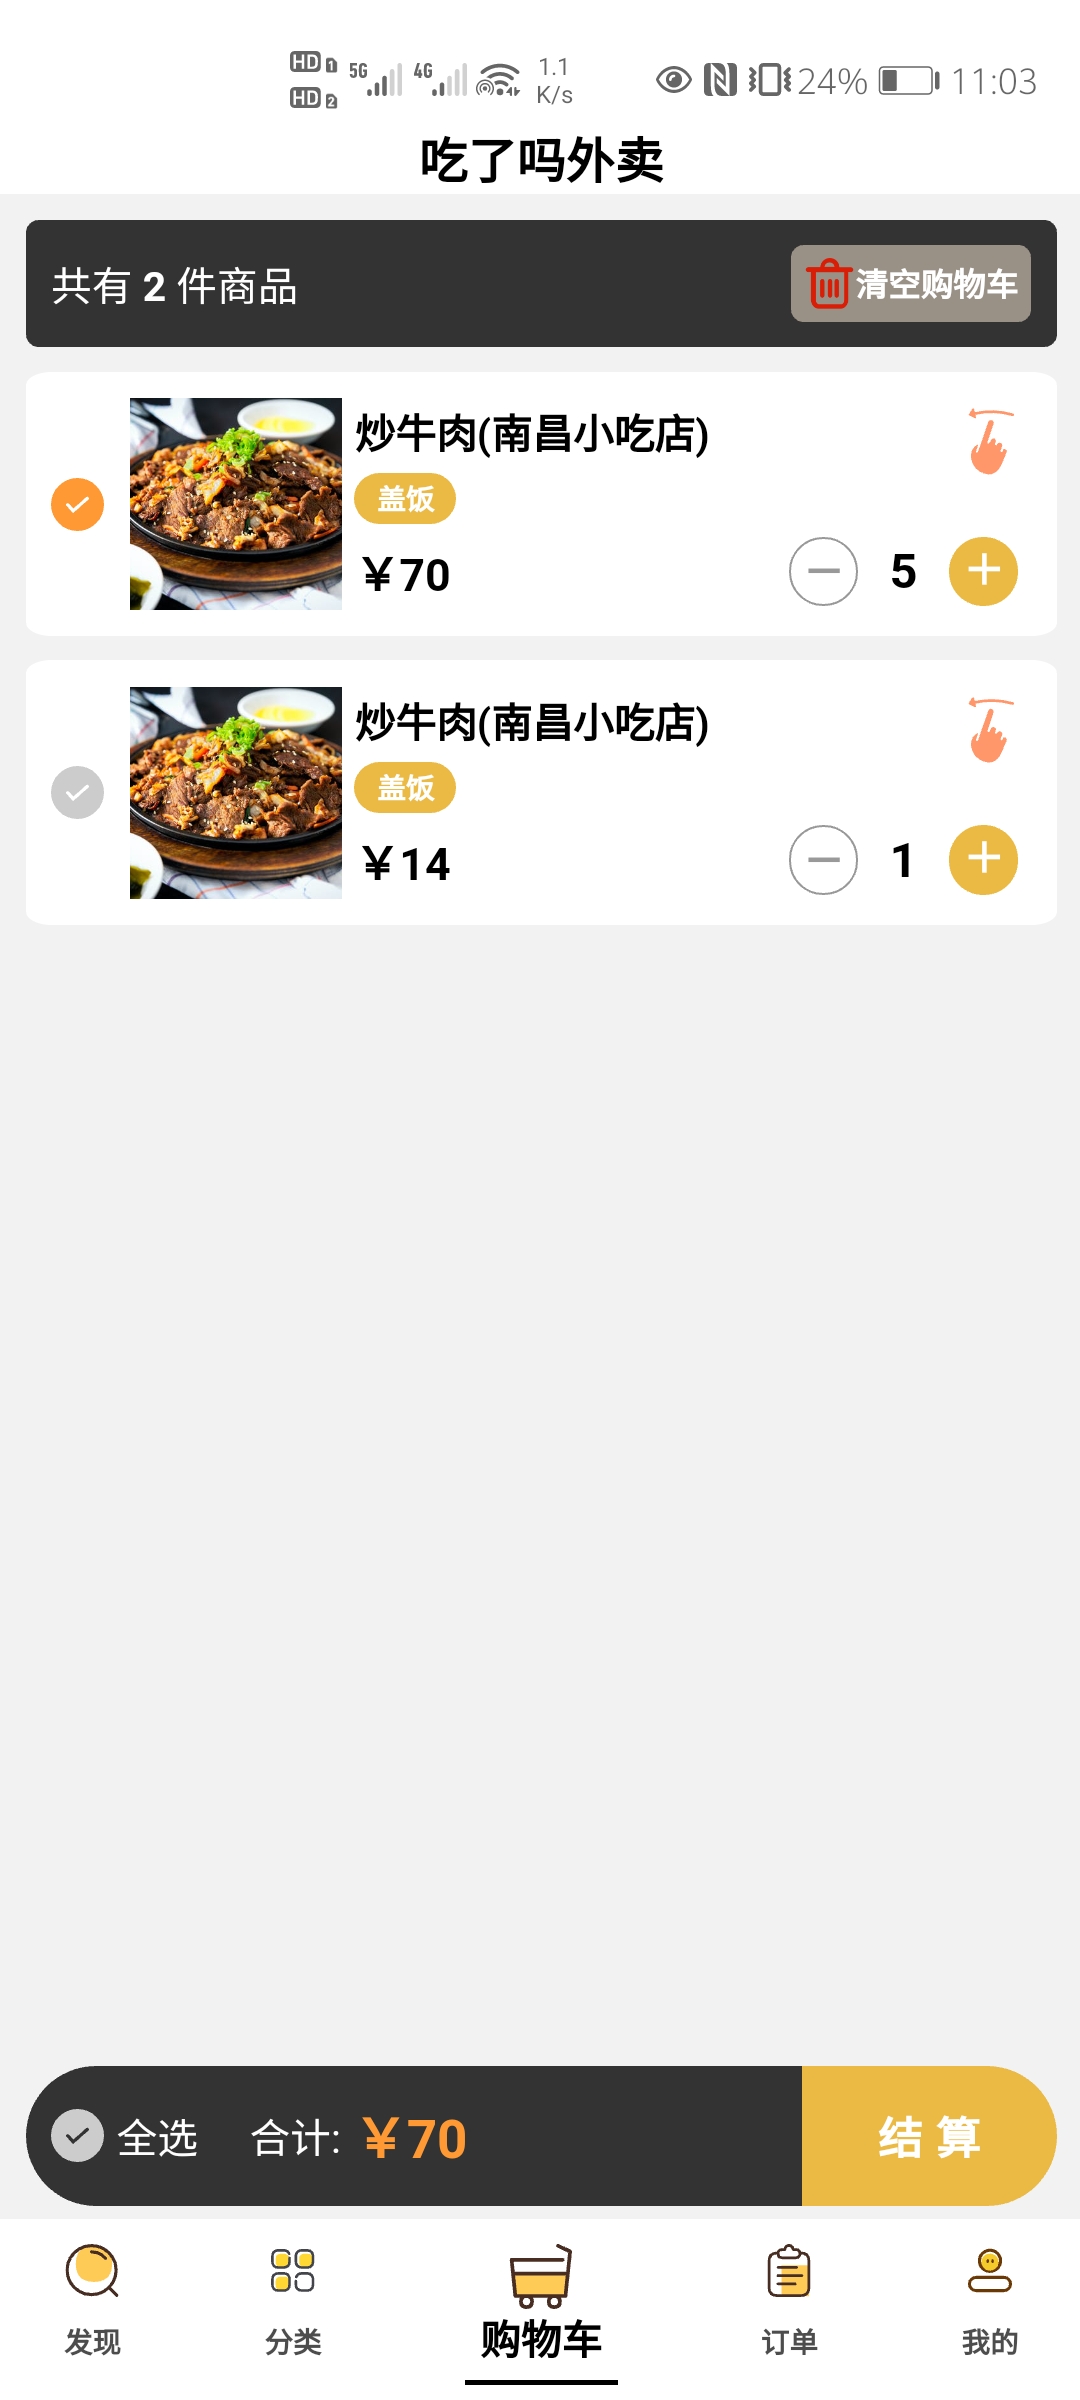 HD 1 5G 4G 1.1 24% 11:03
HD 2 K/s
吃了吗外卖
共有 2 件商品 清空购物车
炒牛肉(南昌小吃店)
盖饭
￥70 5
炒牛肉(南昌小吃店)
盖饭
￥14 1
全选 合计: ￥70 结 算
发现 分类 购物车 订单 我的